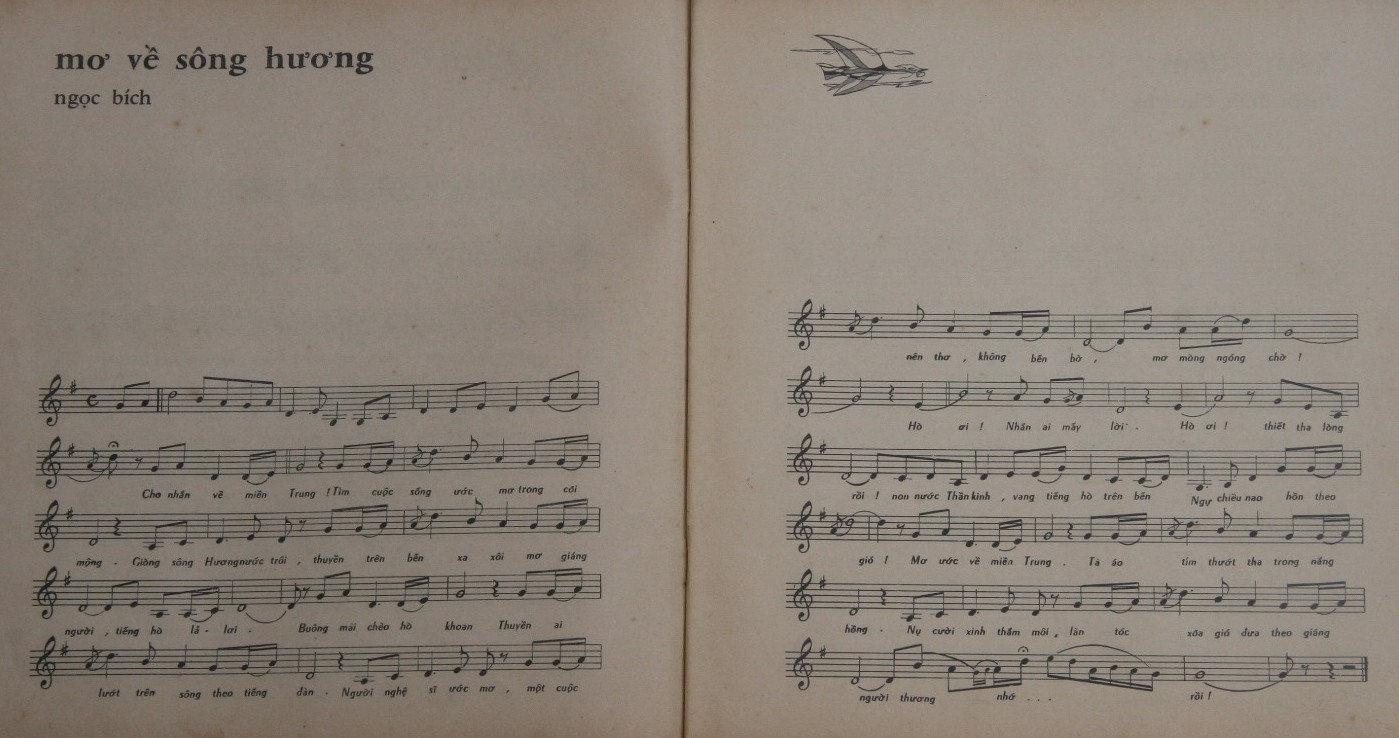 mơ về sông hương
ngọc bích
Cho nhắn về miền Trung ! Tìm cuộc sống ước mơ trong cõi
mộng . Giòng sông Hương nước trôi , thuyền trên bến xa xôi mơ giáng
người , tiếng hò lả - lơi . Buông mái chèo hò khoan Thuyền ai
lướt trên sông theo tiếng đàn . Người nghệ sĩ ước mơ , một cuộc
nên thơ , không bến bờ , mơ mòng ngóng chờ !
Hò ơi ! Nhắn ai mấy lời . Hò ơi ! thiết tha lòng
rồi ! non nước Thần kinh , vang tiếng hò trên bến Ngự chiều nao hồn theo
gió ! Mơ ước về miền Trung . Tà áo tìm thướt tha trong nắng
hồng . Nụ cười xinh thắm môi , làn tóc xõa gió đưa theo giáng
người thương nhớ . . . rồi !